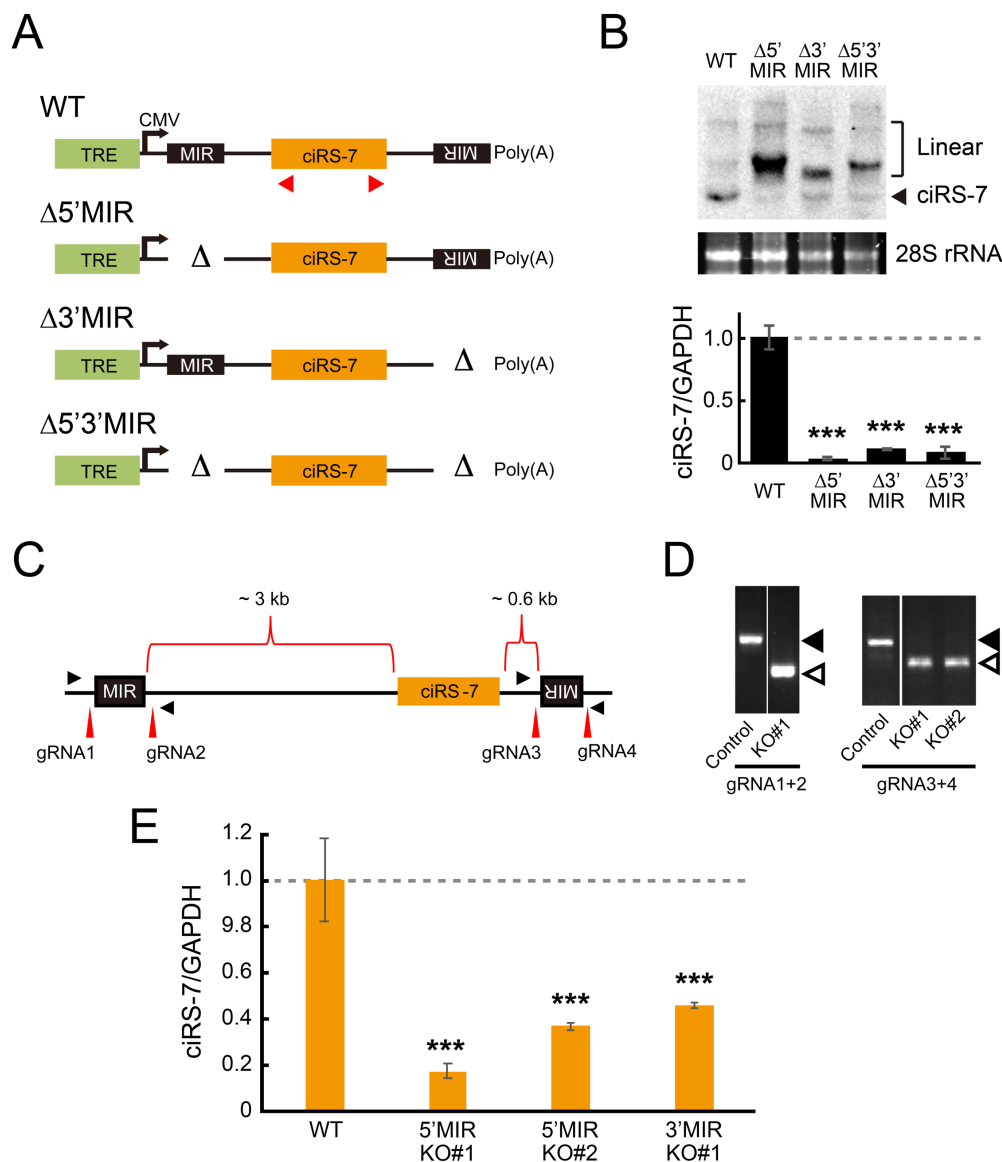 A
WT
CMV
TRE
MIR
ciRS-7
MIR
Poly(A)
Δ5'MIR
TRE
Δ
ciRS-7
MIR
Poly(A)
Δ3'MIR
TRE
MIR
ciRS-7
Δ
Poly(A)
Δ5'3'MIR
TRE
Δ
ciRS-7
Δ
Poly(A)
B
WT
Δ5'
MIR
Δ3'
MIR
Δ5'3'
MIR
Linear
ciRS-7
28S rRNA
ciRS-7/GAPDH
1.0
0.5
0
***
***
***
WT
Δ5'
MIR
Δ3'
MIR
Δ5'3'
MIR
C
~ 3 kb
~ 0.6 kb
MIR
ciRS-7
MIR
gRNA1
gRNA2
gRNA3
gRNA4
D
Control
KO#1
gRNA1+2
Control
KO#1
KO#2
gRNA3+4
E
ciRS-7/GAPDH
1.2
1.0
9.8
0.6
0.4
0.2
0
***
***
***
WT
5'MIR
KO#1
5'MIR
KO#2
3'MIR
KO#1